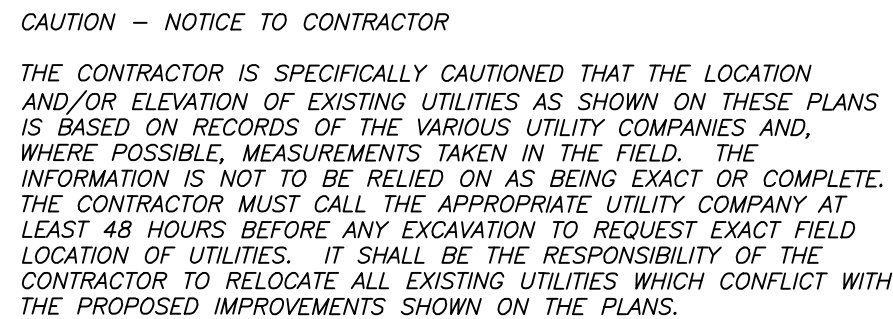 CAUTION – NOTICE TO CONTRACTOR
THE CONTRACTOR IS SPECIFICALLY CAUTIONED THAT THE LOCATION
AND/OR ELEVATION OF EXISTING UTILITIES AS SHOWN ON THESE PLANS
IS BASED ON RECORDS OF THE VARIOUS UTILITY COMPANIES AND,
WHERE POSSIBLE, MEASUREMENTS TAKEN IN THE FIELD. THE
INFORMATION IS NOT TO BE RELIED ON AS BEING EXACT OR COMPLETE.
THE CONTRACTOR MUST CALL THE APPROPRIATE UTILITY COMPANY AT
LEAST 48 HOURS BEFORE ANY EXCAVATION TO REQUEST EXACT FIELD
LOCATION OF UTILITIES. IT SHALL BE THE RESPONSIBILITY OF THE
CONTRACTOR TO RELOCATE ALL EXISTING UTILITIES WHICH CONFLICT WITH
THE PROPOSED IMPROVEMENTS SHOWN ON THE PLANS.